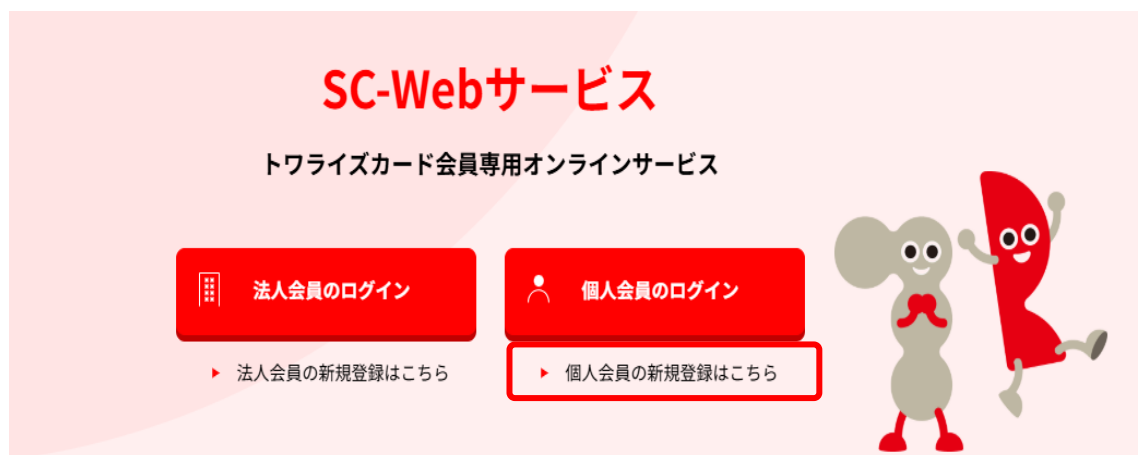 SC-Webサービス
トワライズカード会員専用オンラインサービス
法人会員のログイン
個人会員のログイン
法人会員の新規登録はこちら
個人会員の新規登録はこちら